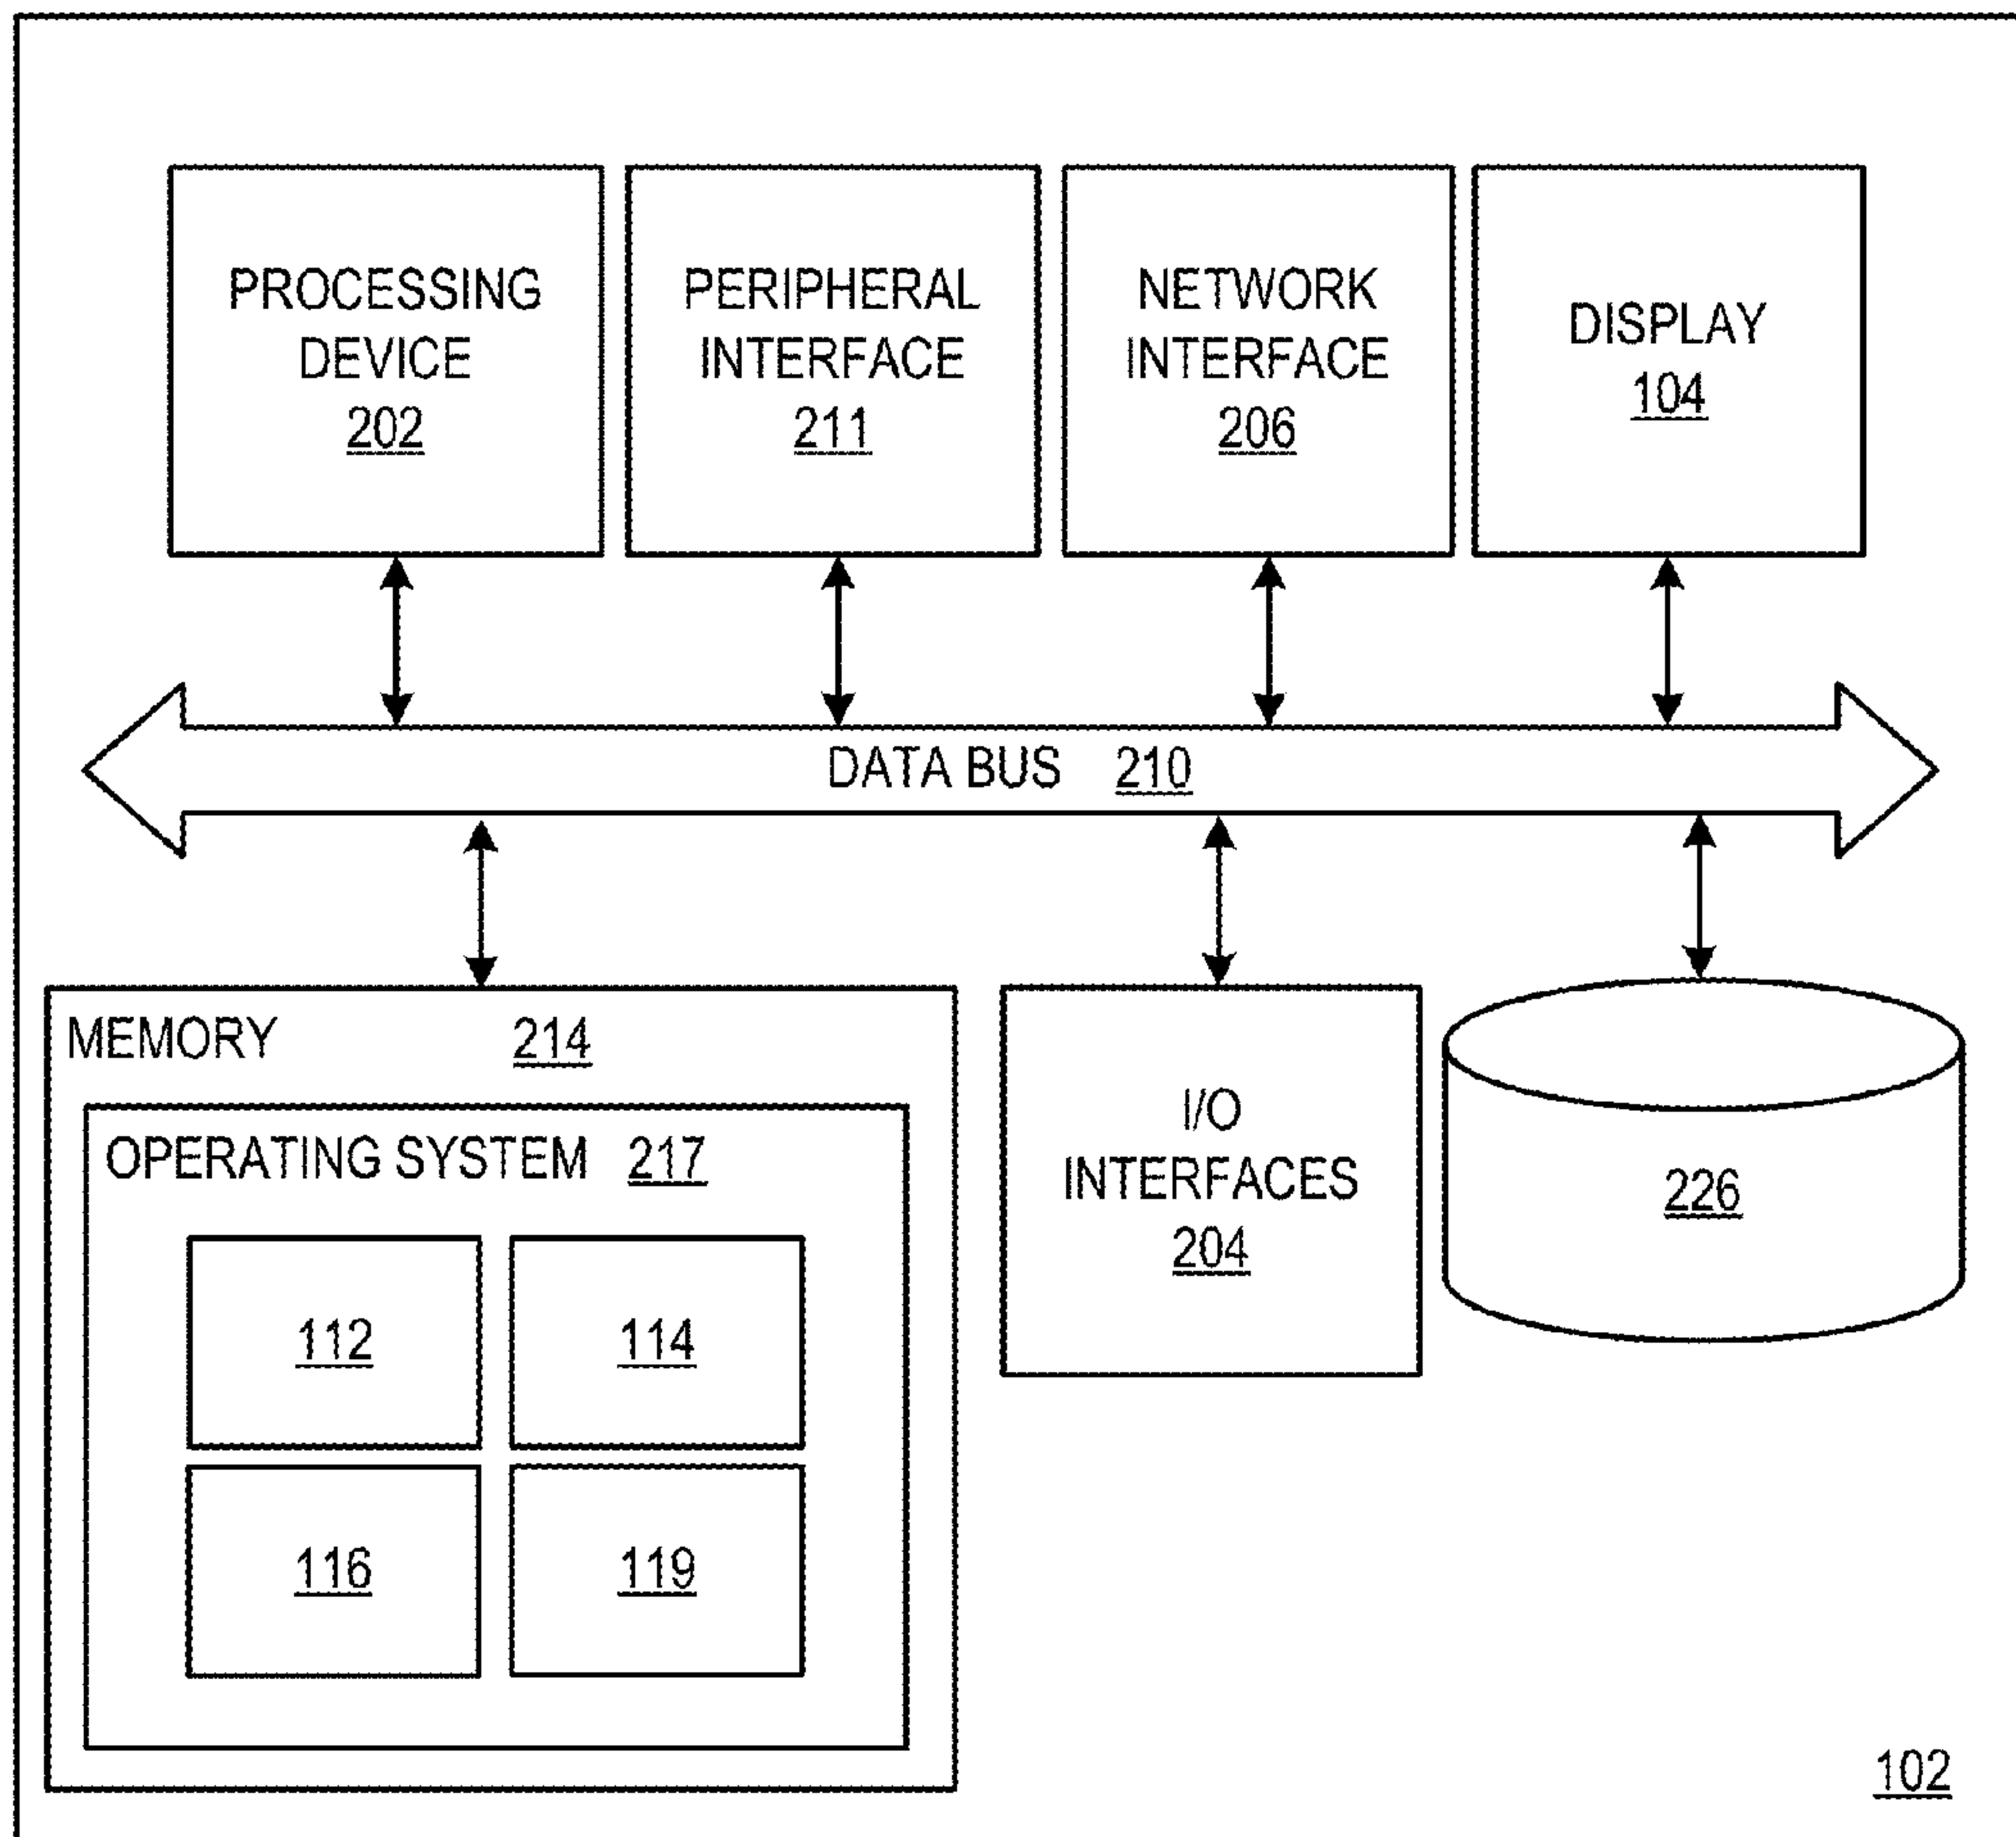 PROCESSING
DEVICE
202
PERIPHERAL
INTERFACE
211
NETWORK
INTERFACE
206
DISPLAY
104
DATA BUS 210
MEMORY 214
OPERATING SYSTEM 217
112
114
116
119
I/O
INTERFACES
204
226
102